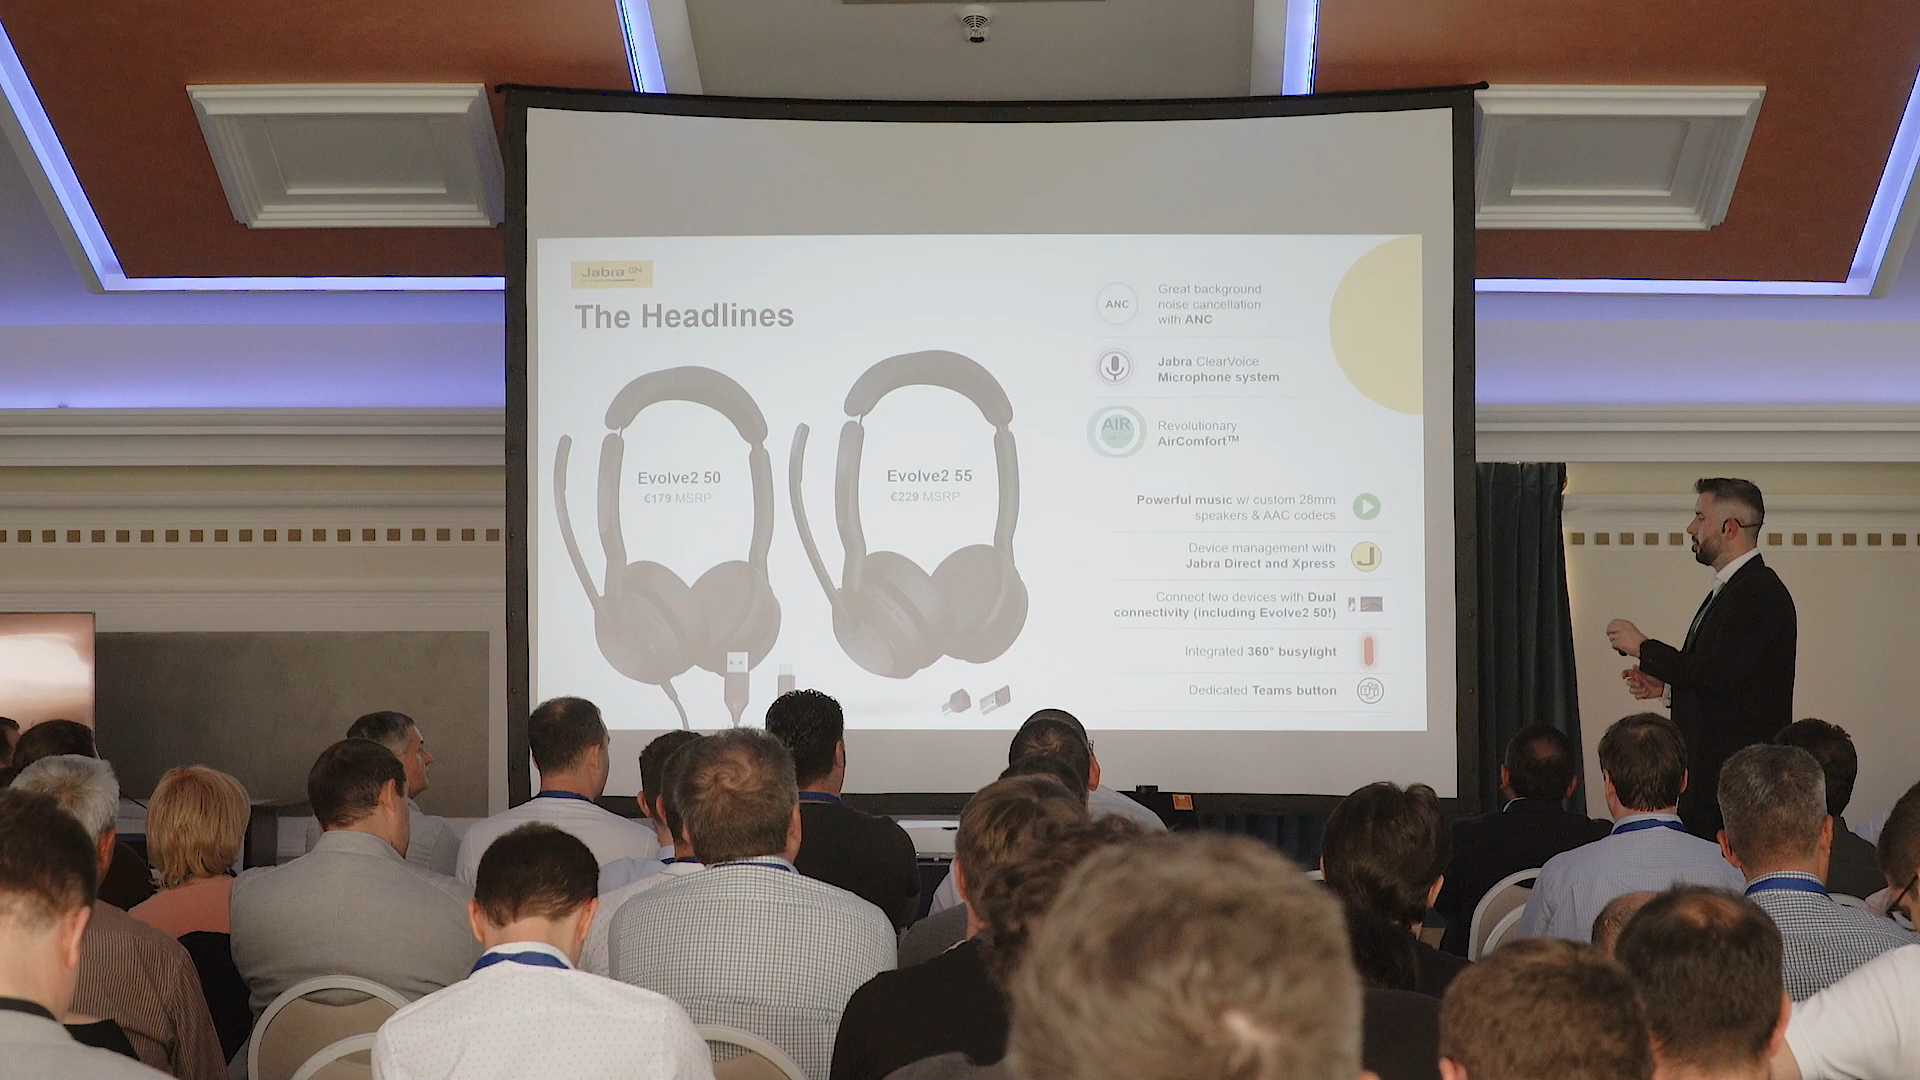 Jabra GN
The Headlines
Evolve2 50
€179 MSRP
Evolve2 55
€229 MSRP
ANC
Great background
noise cancellation
with ANC
Jabra ClearVoice
Microphone system
AIR
Revolutionary
AirComfort™
Powerful music w/ custom 28mm
speakers & AAC codecs
Device management with
Jabra Direct and Xpress
J
Connect two devices with Dual
connectivity (including Evolve2 50!)
Integrated 360° busylight
Dedicated Teams button